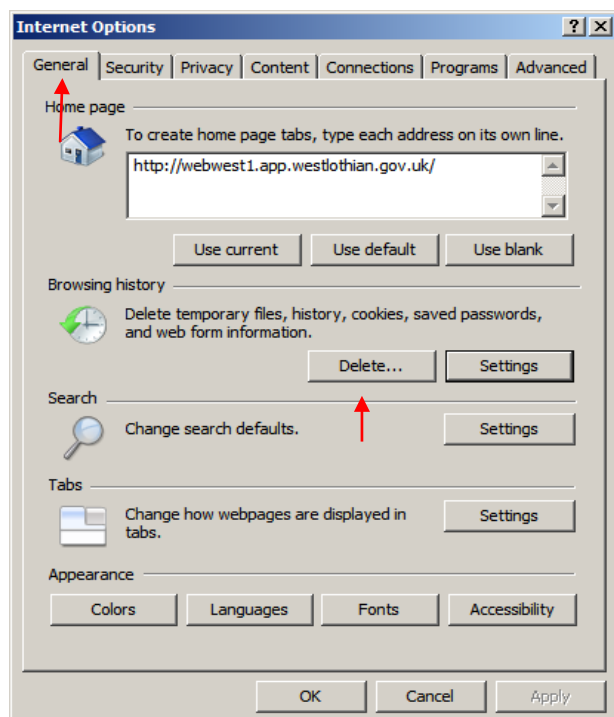 Internet Options
General Security Privacy Content Connections Programs Advanced
Home page
To create home page tabs, type each address on its own line.
http://webwest1.app.westlothian.gov.uk/
Use current Use default Use blank
Browsing history
Delete temporary files, history, cookies, saved passwords,
and web form information.
Delete... Settings
Search
Change search defaults. Settings
Tabs
Change how webpages are displayed in
tabs.
Settings
Appearance
Colors Languages Fonts Accessibility
OK Cancel Apply